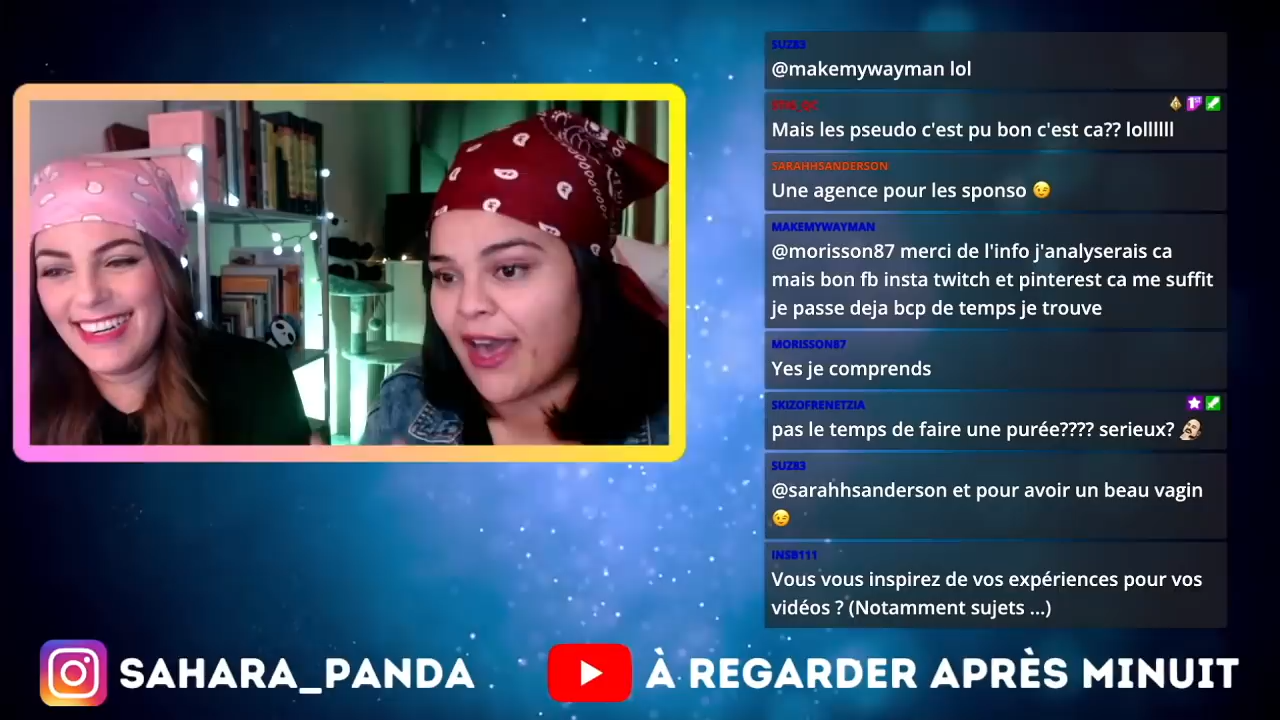 SUZ83
@makemywayman lol
Mais les pseudo c'est pu bon c'est ca?? lollllll
SARAHHSANDERSON
Une agence pour les sponso
MAKEMYWAYMAN
@morisson87 merci de l'info j'analyserais ca
mais bon fb insta twitch et pinterest ca me suffit
je passe deja bcp de temps je trouve
MORISSON87
Yes je comprends
SKIZOFRENETZIA
pas le temps de faire une purée???? serieux?
SUZ83
@sarahhsanderson et pour avoir un beau vagin
INSB111
Vous vous inspirez de vos expériences pour vos
vidéos ? (Notamment sujets ...)
SAHARA_PANDA
À REGARDER APRÈS MINUIT